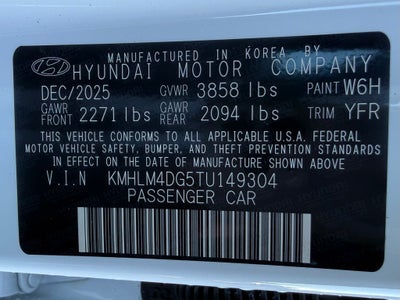 MANUFACTURED IN KOREA BY
HYUNDAI MOTOR COMPANY
DEC/2025 GVWR 3858 lbs PAINT W6H
GAWR FRONT 2271 lbs GAWR REAR 2094 lbs TRIM YFR
THIS VEHICLE CONFORMS TO ALL APPLICABLE U.S.A. FEDERAL
MOTOR VEHICLE SAFETY, BUMPER, AND THEFT PREVENTION STANDARDS
IN EFFECT ON THE DATE OF MANUFACTURE SHOWN ABOVE
V.I.N KMHLM4DG5TU149304
PASSENGER CAR